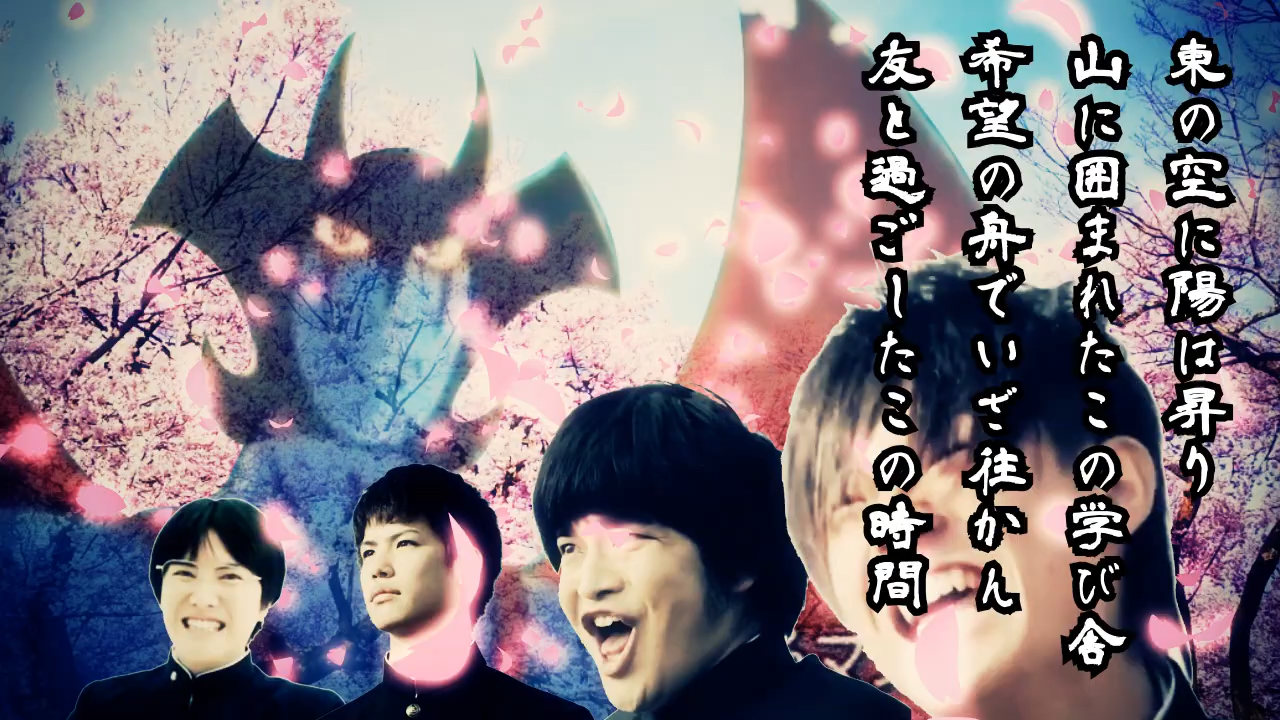 東の空に陽は昇り
山に囲まれたこの学び舎
希望の舟でいざ往かん
友と過ごしたこの時間